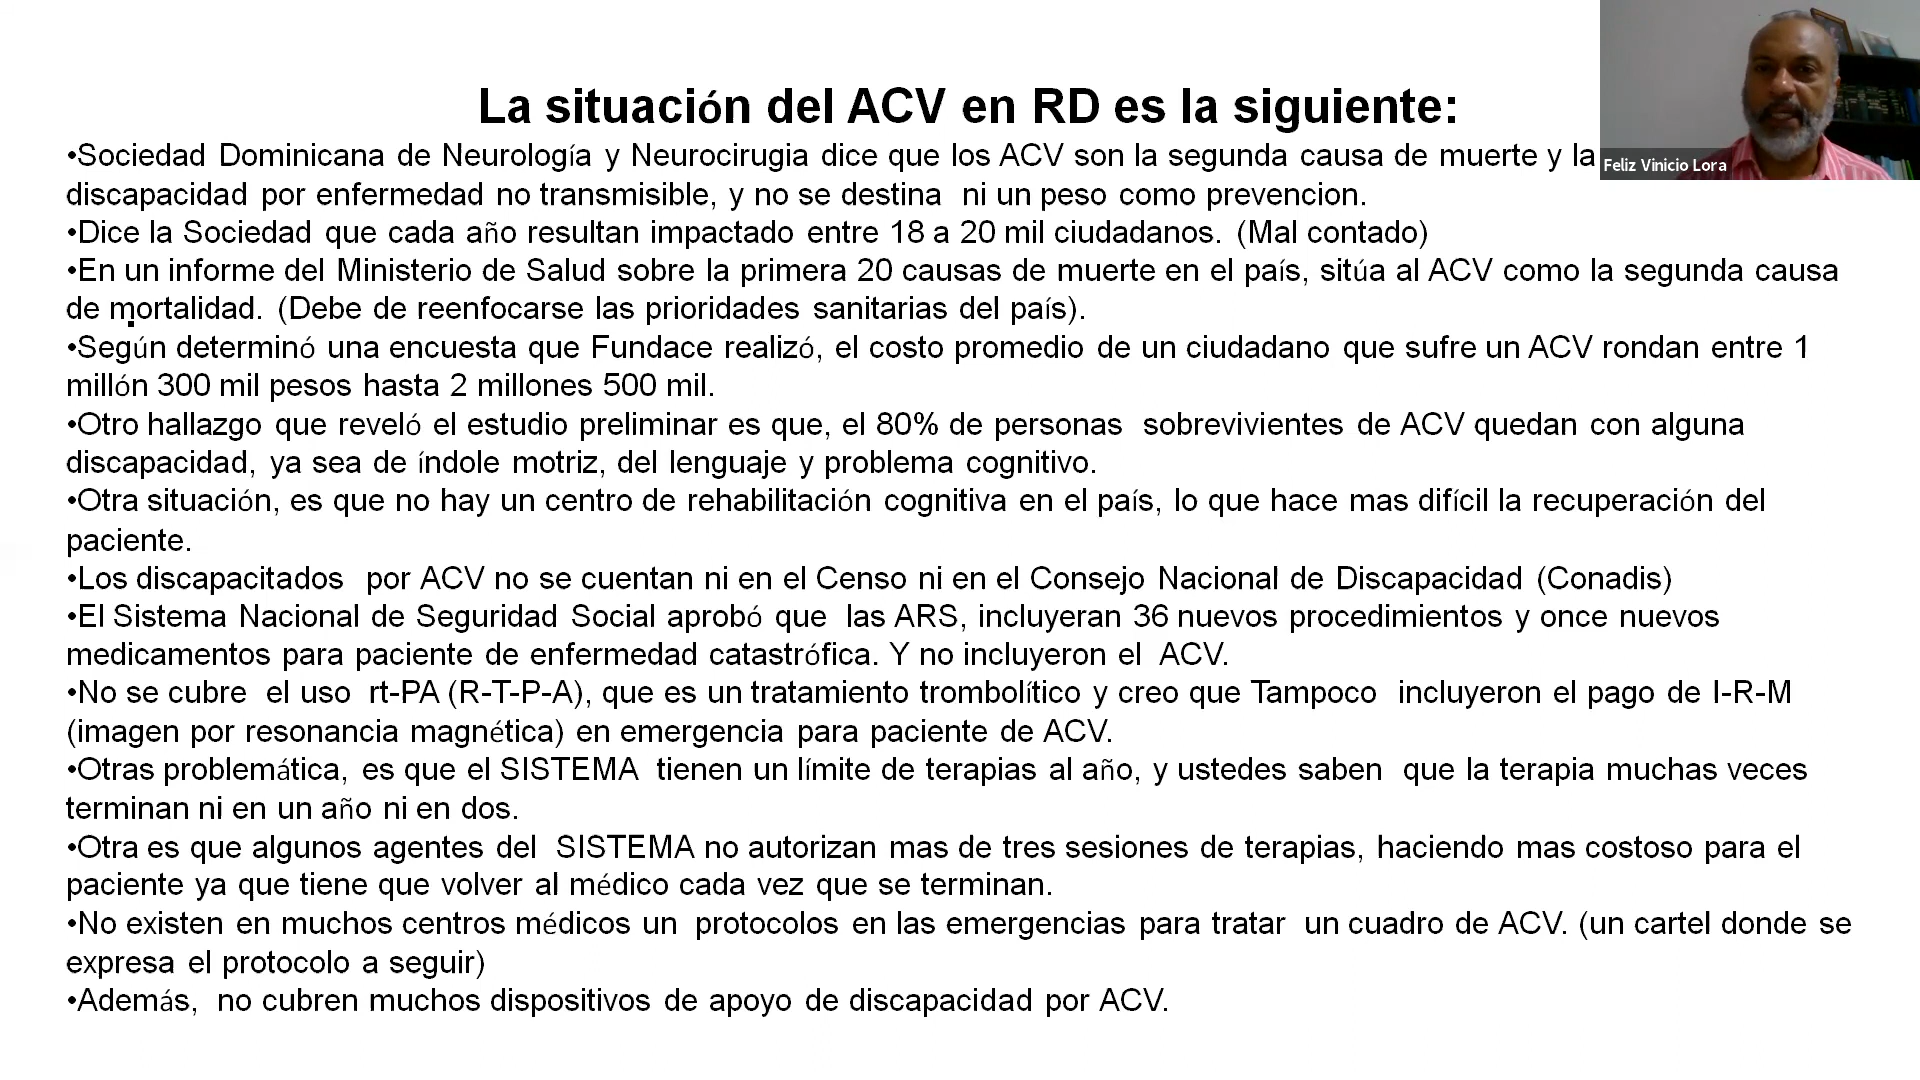 La situación del ACV en RD es la siguiente:
•Sociedad Dominicana de Neurología y Neurocirugia dice que los ACV son la segunda causa de muerte y la
discapacidad por enfermedad no transmisible, y no se destina  ni un peso como prevencion.
•Dice la Sociedad que cada año resultan impactado entre 18 a 20 mil ciudadanos. (Mal contado)
•En un informe del Ministerio de Salud sobre la primera 20 causas de muerte en el país, sitúa al ACV como la segunda causa
de mortalidad. (Debe de reenfocarse las prioridades sanitarias del país).
•Según determinó una encuesta que Fundace realizó, el costo promedio de un ciudadano que sufre un ACV rondan entre 1
millón 300 mil pesos hasta 2 millones 500 mil.
•Otro hallazgo que reveló el estudio preliminar es que, el 80% de personas  sobrevivientes de ACV quedan con alguna
discapacidad, ya sea de índole motriz, del lenguaje y problema cognitivo.
•Otra situación, es que no hay un centro de rehabilitación cognitiva en el país, lo que hace mas difícil la recuperación del
paciente.
•Los discapacitados  por ACV no se cuentan ni en el Censo ni en el Consejo Nacional de Discapacidad (Conadis)
•El Sistema Nacional de Seguridad Social aprobó que  las ARS, incluyeran 36 nuevos procedimientos y once nuevos
medicamentos para paciente de enfermedad catastrófica. Y no incluyeron el  ACV.
•No se cubre  el uso  rt-PA (R-T-P-A), que es un tratamiento trombolítico y creo que Tampoco  incluyeron el pago de I-R-M
(imagen por resonancia magnética) en emergencia para paciente de ACV.
•Otras problemática, es que el SISTEMA  tienen un límite de terapias al año, y ustedes saben  que la terapia muchas veces
terminan ni en un año ni en dos.
•Otra es que algunos agentes del  SISTEMA no autorizan mas de tres sesiones de terapias, haciendo mas costoso para el
paciente ya que tiene que volver al médico cada vez que se terminan.
•No existen en muchos centros médicos un  protocolos en las emergencias para tratar  un cuadro de ACV. (un cartel donde se
expresa el protocolo a seguir)
•Además,  no cubren muchos dispositivos de apoyo de discapacidad por ACV.
Feliz Vinicio Lora